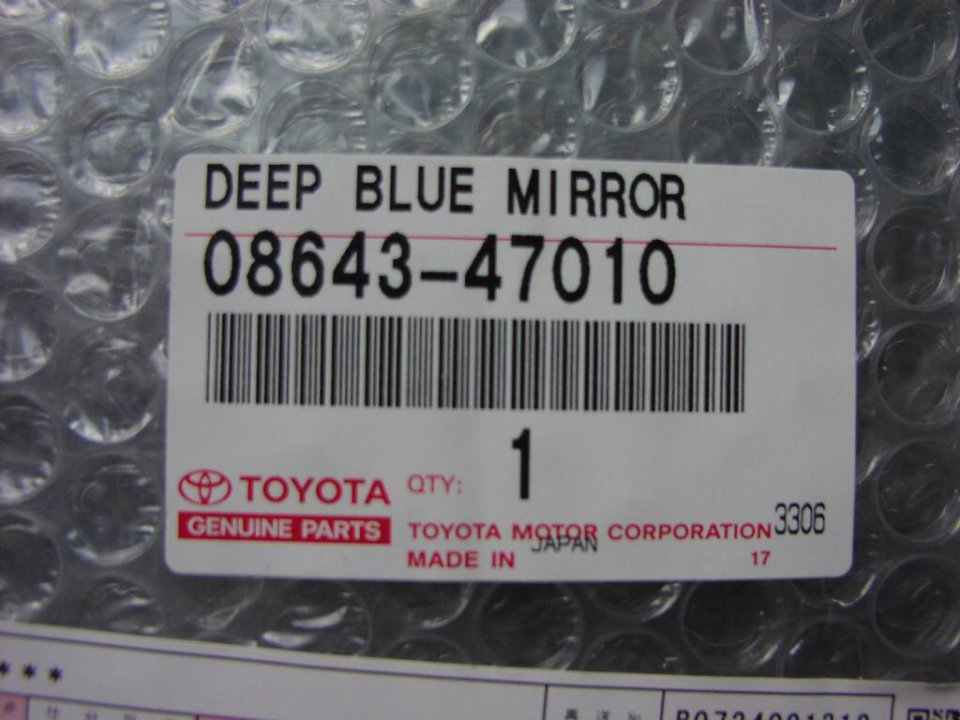 DEEP BLUE MIRROR
08643-47010
1
QTY:
TOYOTA
GENUINE PARTS
TOYOTA MOTOR CORPORATION 3306
MADE IN JAPAN 17
***